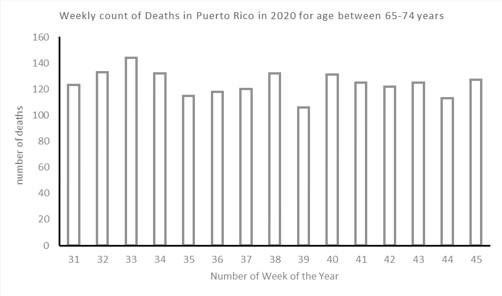 Weekly count of Deaths in Puerto Rico in 2020 for age between 65-74 years
160
140
120
100
80
60
40
20
0
number of deaths
31 32 33 34 35 36 37 38 39 40 41 42 43 44 45
Number of Week of the Year